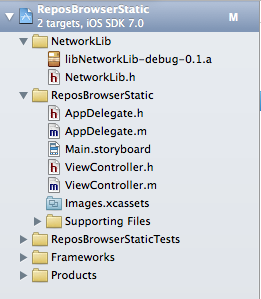 ReposBrowserStatic
2 targets, iOS SDK 7.0
M
NetworkLib
libNetworkLib-debug-0.1.a
h NetworkLib.h
ReposBrowserStatic
h AppDelegate.h
m AppDelegate.m
Main.storyboard
h ViewController.h
m ViewController.m
Images.xcassets
Supporting Files
ReposBrowserStaticTests
Frameworks
Products